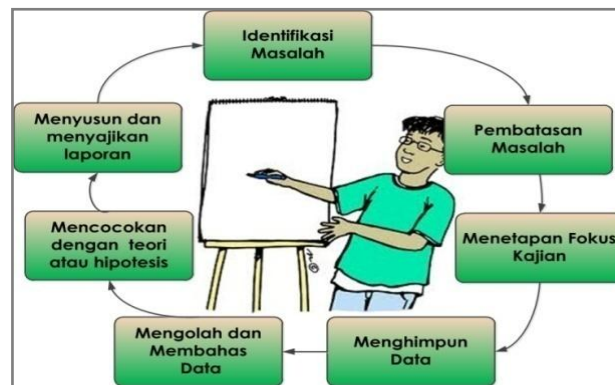 Identifikasi
Masalah
Pembatasan
Masalah
Menetapan Fokus
Kajian
Menghimpun
Data
Mengolah dan
Membahas
Data
Mencocokan
dengan teori
atau hipotesis
Menyusun dan
menyajikan
laporan